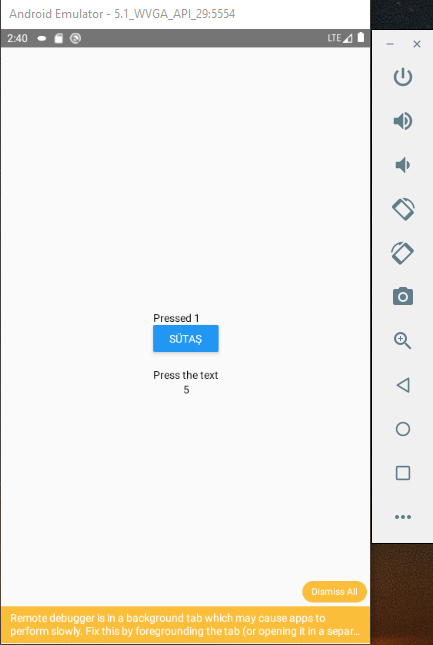 Android Emulator - 5.1_WVGA_API_29:5554
2:40
LTE
Pressed 1
SÜTAŞ
Press the text
5
Dismiss All
Remote debugger is in a background tab which may cause apps to
perform slowly. Fix this by foregrounding the tab (or opening it in a separ...